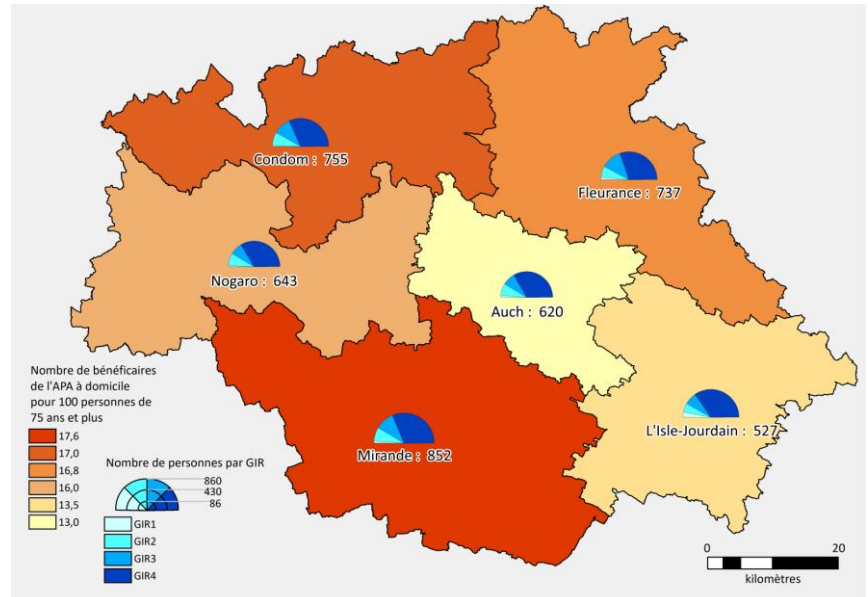 Condom : 755
Fleurance : 737
Nogaro : 643
Auch : 620
L'Isle-Jourdain : 527
Mirande : 852
Nombre de bénéficaires
de l'APA à domicile
pour 100 personnes de
75 ans et plus
17,6
17,0
16,8
16,0
13,5
13,0
Nombre de personnes par GIR
860
430
86
GIR1
GIR2
GIR3
GIR4
0 20
kilomètres